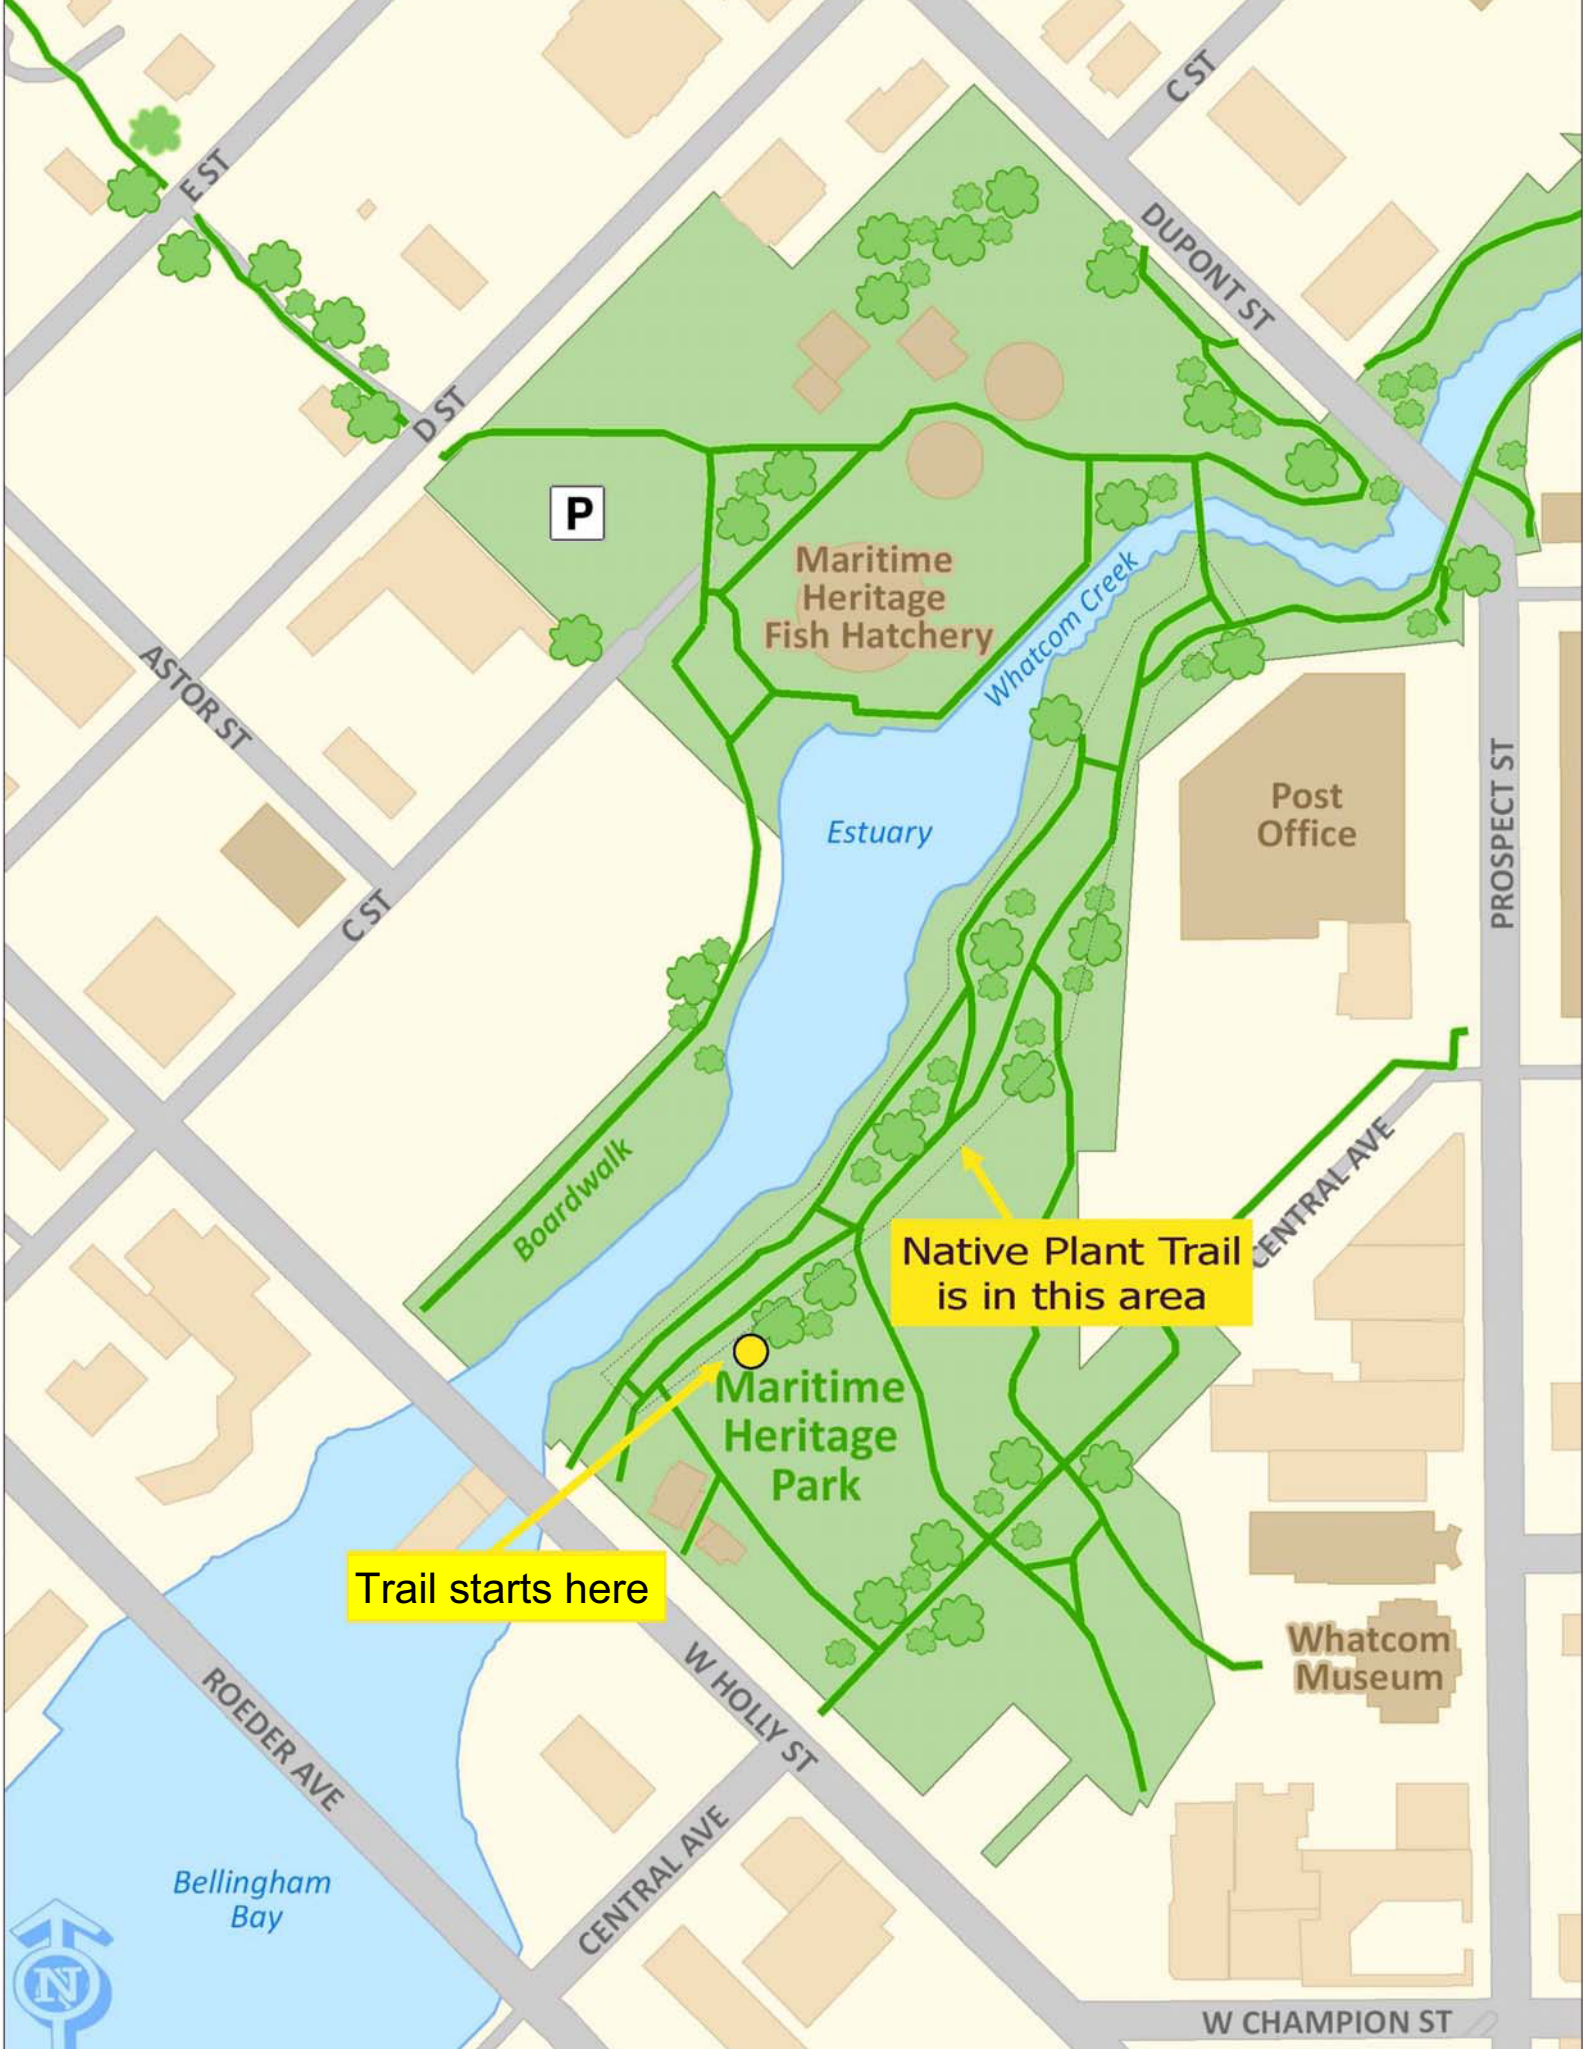 C ST
E ST
DUPONT ST
D ST
P
Maritime
Heritage
Fish Hatchery
Whatcom Creek
ASTOR ST
Post
Office
PROSPECT ST
Estuary
C ST
Boardwalk
CENTRAL AVE
Native Plant Trail
is in this area
Maritime
Heritage
Park
Trail starts here
Whatcom
Museum
W HOLLY ST
ROEDER AVE
Bellingham
Bay
CENTRAL AVE
N
W CHAMPION ST